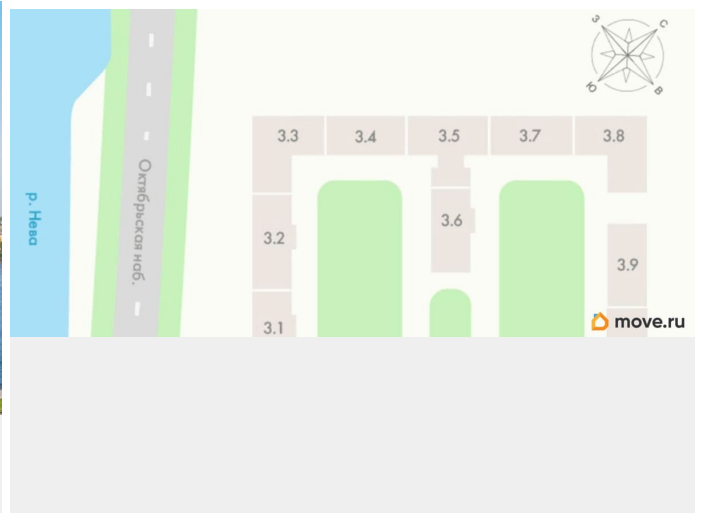 З
С
Ю
В
3.3
3.4
3.5
3.7
3.8
Октябрьская наб.
р. Нева
3.6
3.2
3.9
3.1
move.ru